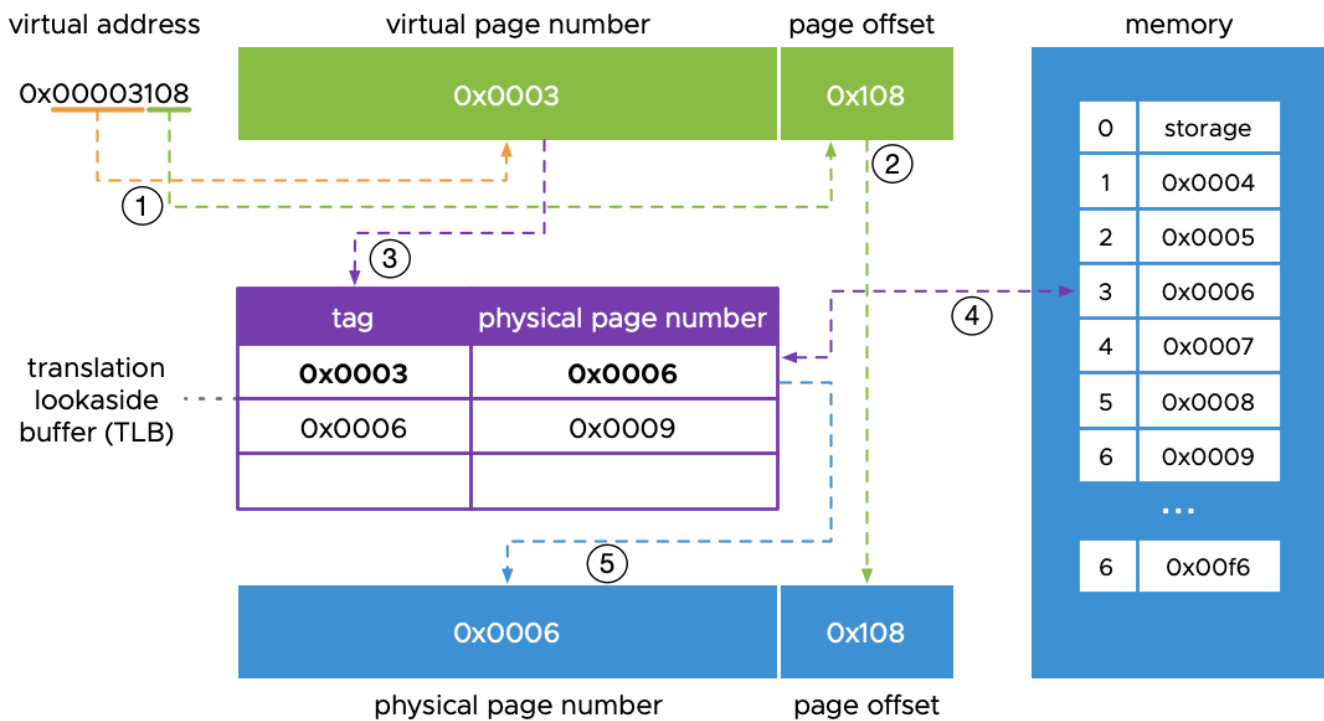 virtual address
virtual page number
page offset
memory
0x00003108
0x0003
0x108
1
2
3
tag
physical page number
0x0003
0x0006
0x0006
0x0009
translation
lookaside
buffer (TLB)
4
0 storage
1 0x0004
2 0x0005
3 0x0006
4 0x0007
5 0x0008
6 0x0009
...
6 0x00f6
5
0x0006
0x108
physical page number
page offset